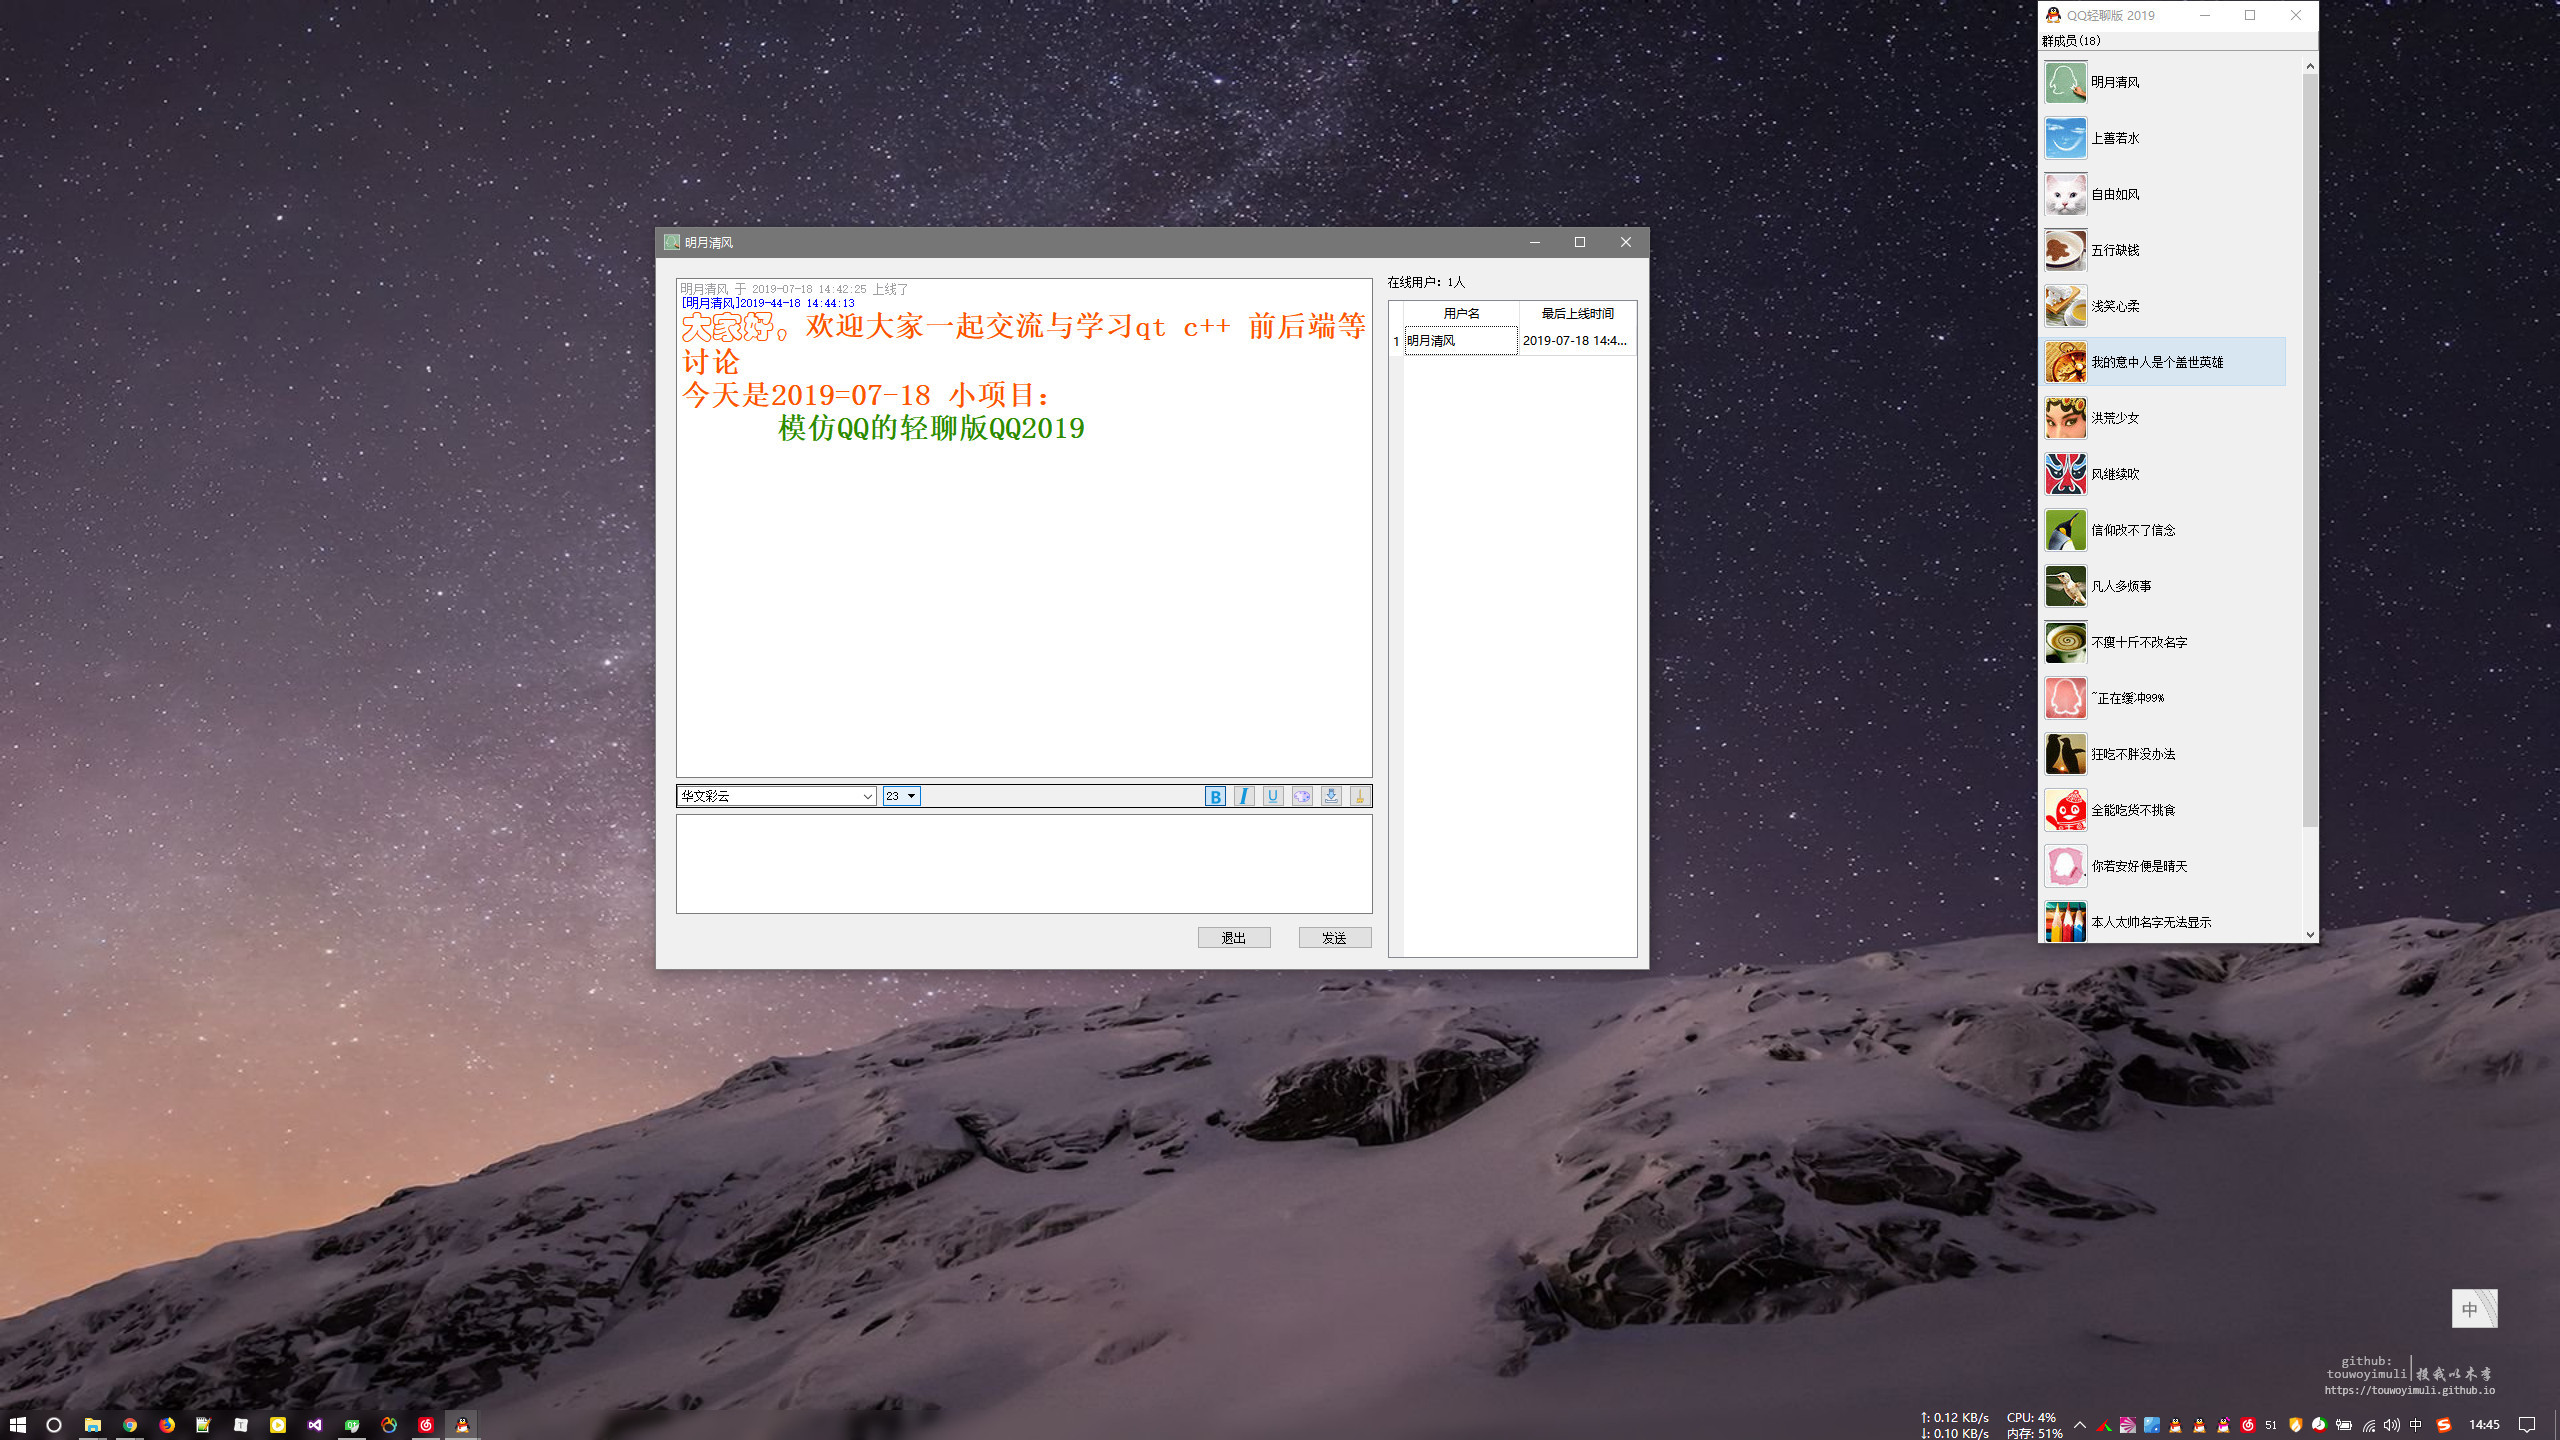 QQ轻聊版 2019
群成员(18)
明月清风
上善若水
自由如风
五行缺钱
浅笑心柔
我的意中人是个盖世英雄
洪荒少女
风继续吹
信仰改不了信念
凡人多烦事
不瘦十斤不改名字
~正在缓冲99%
狂吃不胖没办法
全能吃货不挑食
你若安好便是晴天
本人太帅名字无法显示
明月清风
明月清风 于 2019-07-18 14:42:25 上线了
[明月清风]2019-44-18 14:44:13
大家好，欢迎大家一起交流与学习qt c++ 前后端等
讨论
今天是2019=07-18 小项目：
模仿QQ的轻聊版QQ2019
在线用户：1人
用户名 最后上线时间
1 明月清风 2019-07-18 14:4...
华文彩云 23 B I U
退出 发送
中
github:
touwoyimuli
投我以木李
https://touwoyimuli.github.io
↑: 0.12 KB/s CPU: 4%
↓: 0.10 KB/s 内存: 51%
51
中
14:45